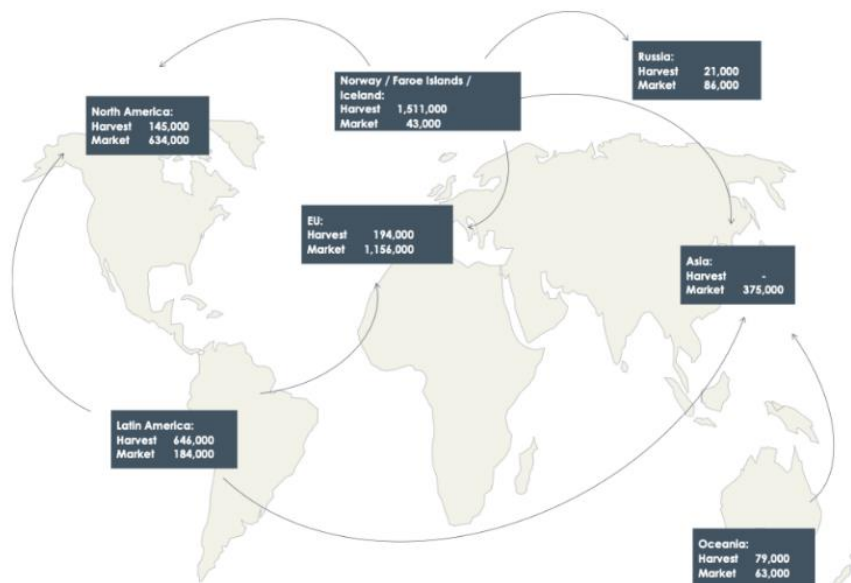 Russia:
Harvest 21,000
Market 86,000
Norway / Faroe Islands /
Iceland:
Harvest 1,511,000
Market 43,000
North America:
Harvest 145,000
Market 634,000
EU:
Harvest 194,000
Market 1,156,000
Asia:
Harvest -
Market 375,000
Latin America:
Harvest 646,000
Market 184,000
Oceania:
Harvest 79,000
Market 63,000